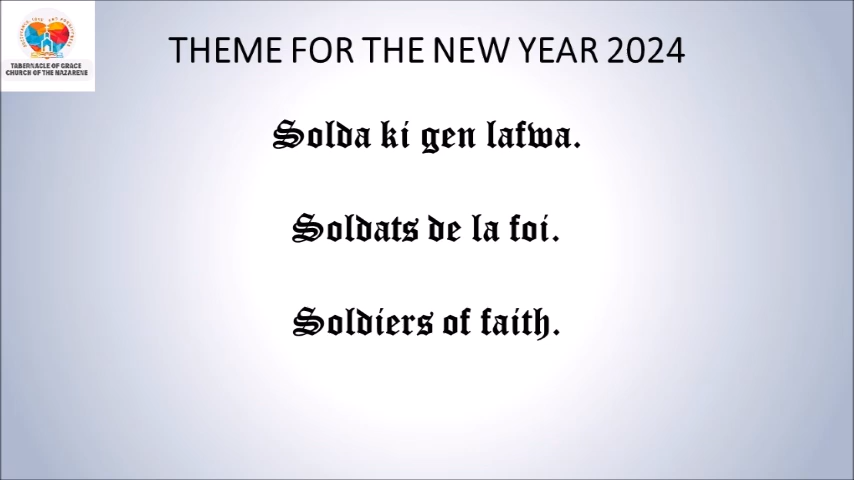 TABERNACLE OF GRACE
CHURCH OF THE NAZARENE
THEME FOR THE NEW YEAR 2024
Solda ki gen lafwa.
Soldats de la foi.
Soldiers of faith.